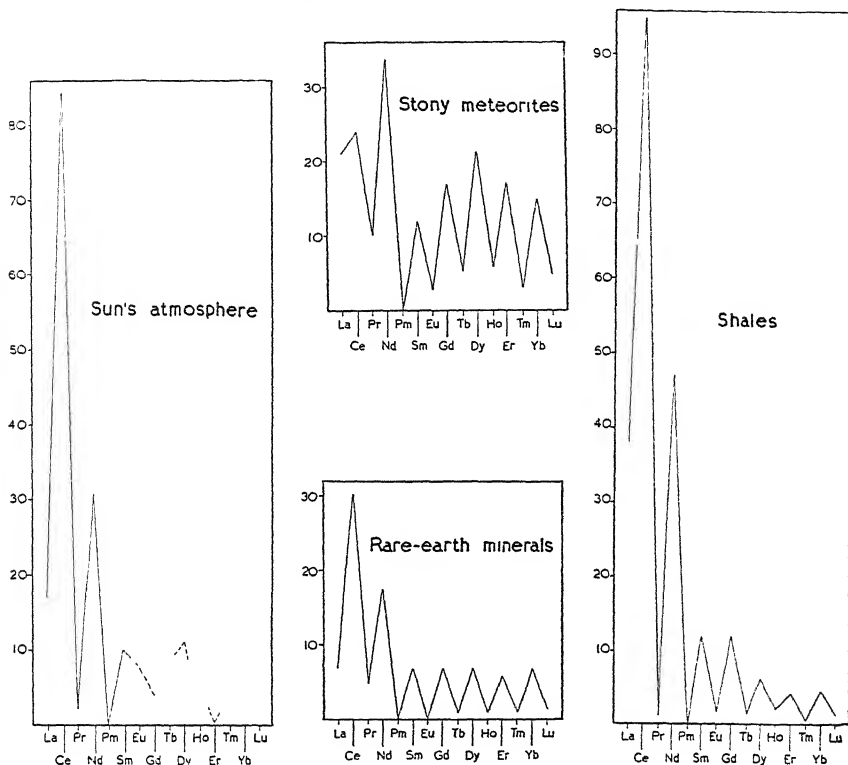 80
70
60
50
40
30
20
10
Sun's atmosphere
La Pr Pm Eu Tb Ho Tm Lu
Ce Nd Sm Gd Dy Er Yb
30
20
10
Stony meteorites
La Pr Pm Eu Tb Ho Tm Lu
Ce Nd Sm Gd Dy Er Yb
30
20
10
Rare-earth minerals
La Pr Pm Eu Tb Ho Tm Lu
Ce Nd Sm Gd Dy Er Yb
90
80
70
60
50
40
30
20
10
Shales
La Pr Pm Eu Tb Ho Tm Lu
Ce Nd Sm Gd Dy Er Yb